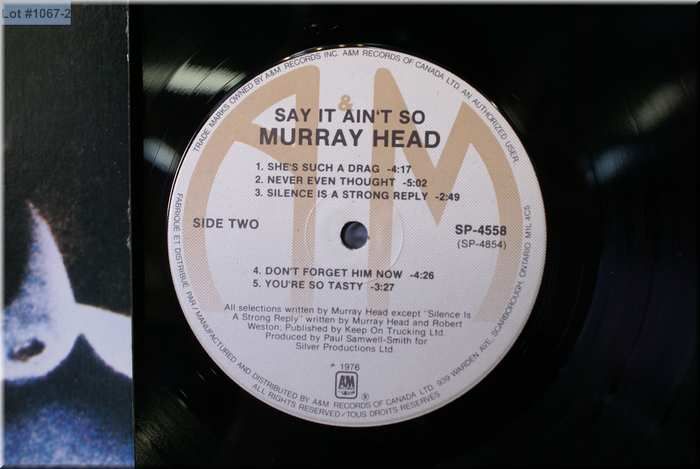 Lot #1067-2
TRADE MARKS OWNED BY A&M RECORDS INC. A&M RECORDS OF CANADA LTD. AN AUTHORIZED USER.
&
SAY IT AIN'T SO
MURRAY HEAD
1. SHE'S SUCH A DRAG -4:17
2. NEVER EVEN THOUGHT -5:02
3. SILENCE IS A STRONG REPLY -2:49
SIDE TWO
SP-4558
(SP-4854)
4. DON'T FORGET HIM NOW -4:26
5. YOU'RE SO TASTY -3:27
All selections written by Murray Head except "Silence Is
A Strong Reply" written by Murray Head and Robert
Weston; Published by Keep On Trucking Ltd.
Produced by Paul Samwell-Smith for
Silver Productions Ltd.
℗ 1976
A&M
®
FABRIQUE ET DISTRIBUE PAR/MANUFACTURED AND DISTRIBUTED BY A&M RECORDS OF CANADA LTD. 939 WARDEN AVE. SCARBOROUGH, ONTARIO M1L 4C5
ALL RIGHTS RESERVED/TOUS DROITS RESERVES